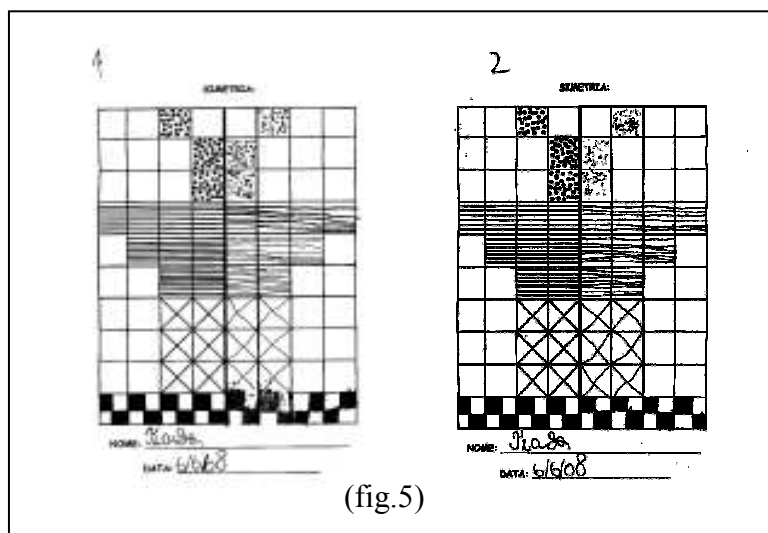 1
SIMETRIA:
NOME:
DATA: 6/6/08
2
SIMETRIA:
NOME:
DATA: 6/6/08
(fig.5)